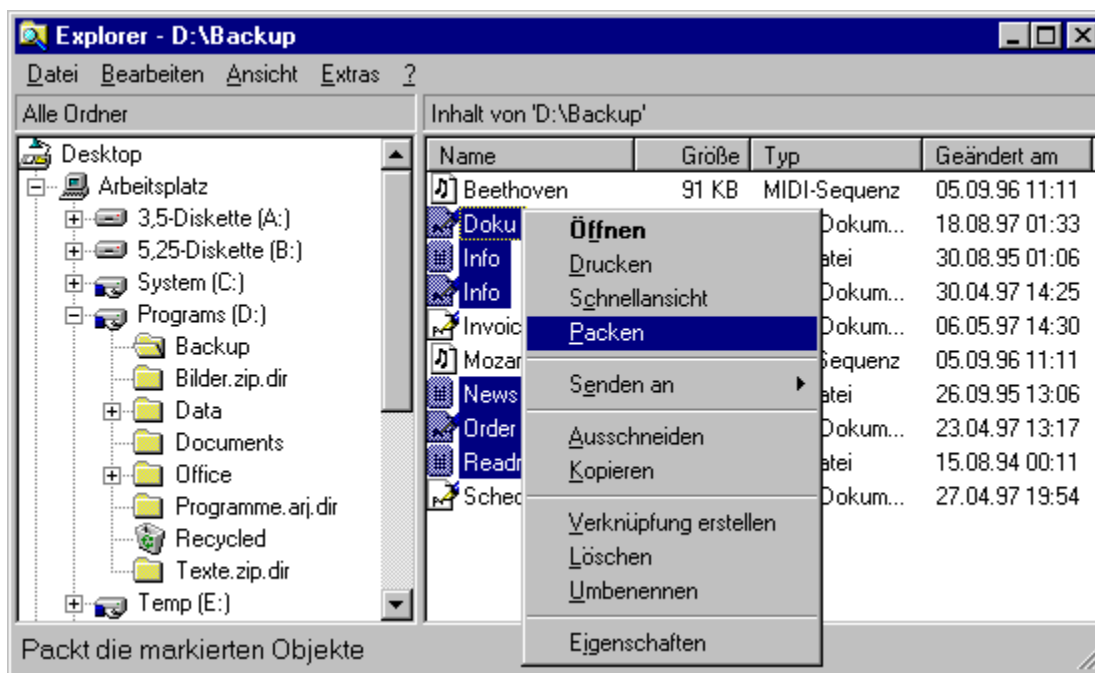 Explorer - D:\Backup
Datei Bearbeiten Ansicht Extras ?
Alle Ordner
Inhalt von 'D:\Backup'
Desktop
Arbeitsplatz
3,5-Diskette (A:)
5,25-Diskette (B:)
System (C:)
Programs (D:)
Backup
Bilder.zip.dir
Data
Documents
Office
Programme.arj.dir
Recycled
Texte.zip.dir
Temp (E:)
Name Größe Typ Geändert am
Beethoven 91 KB MIDI-Sequenz 05.09.96 11:11
Doku Dokum... 18.08.97 01:33
Info atei 30.08.95 01:06
Info Dokum... 30.04.97 14:25
Invoic Dokum... 06.05.97 14:30
Mozar Sequenz 05.09.96 11:11
News atei 26.09.95 13:06
Order Dokum... 23.04.97 13:17
Readm atei 15.08.94 00:11
Sched Dokum... 27.04.97 19:54
Öffnen
Drucken
Schnellansicht
Packen
Senden an
Ausschneiden
Kopieren
Verknüpfung erstellen
Löschen
Umbenennen
Eigenschaften
Packt die markierten Objekte